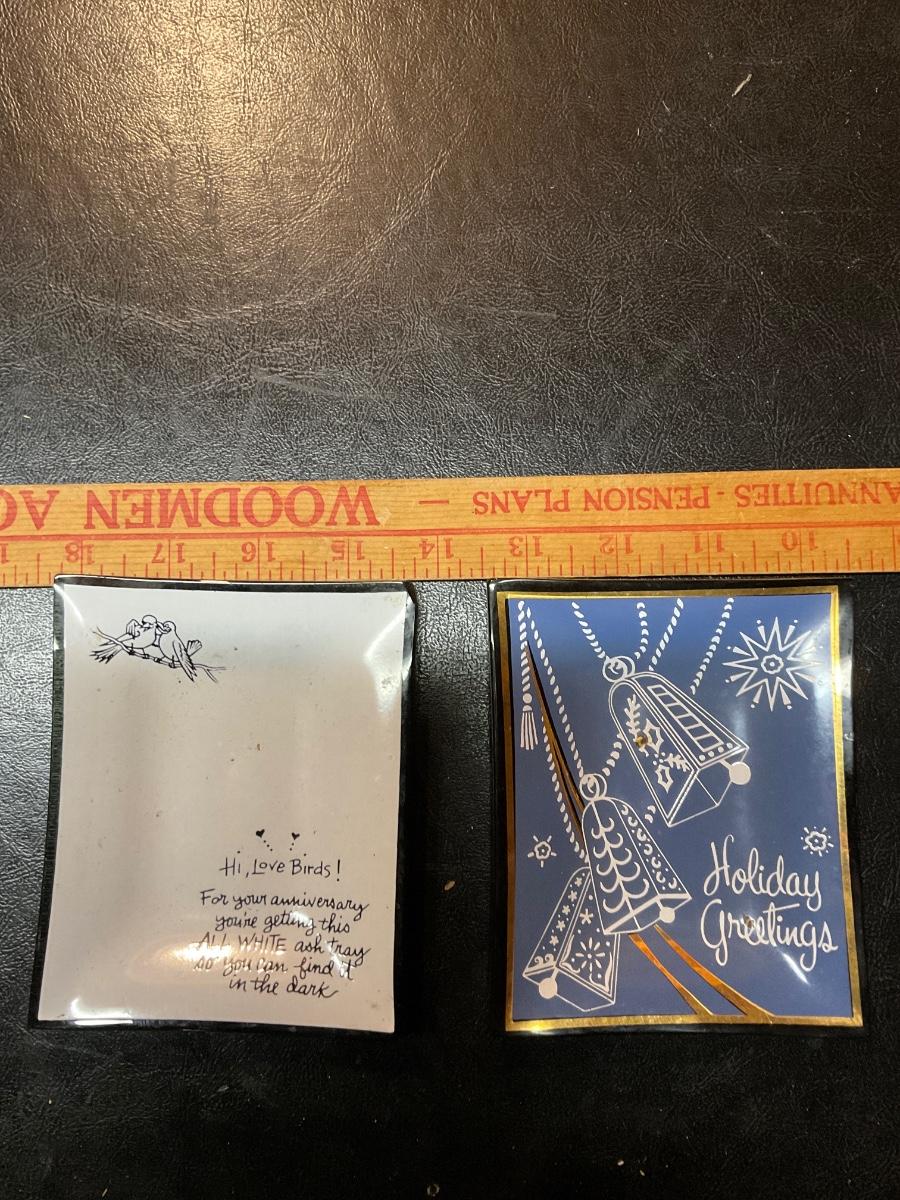 ANNUITIES - PENSION PLANS — WOODMEN AC
10 11 12 13 14 15 16 17 18
Hi, Love Birds!
For your anniversary
you're getting this
ALL WHITE ash tray
so you can find it
in the dark
Holiday
Greetings